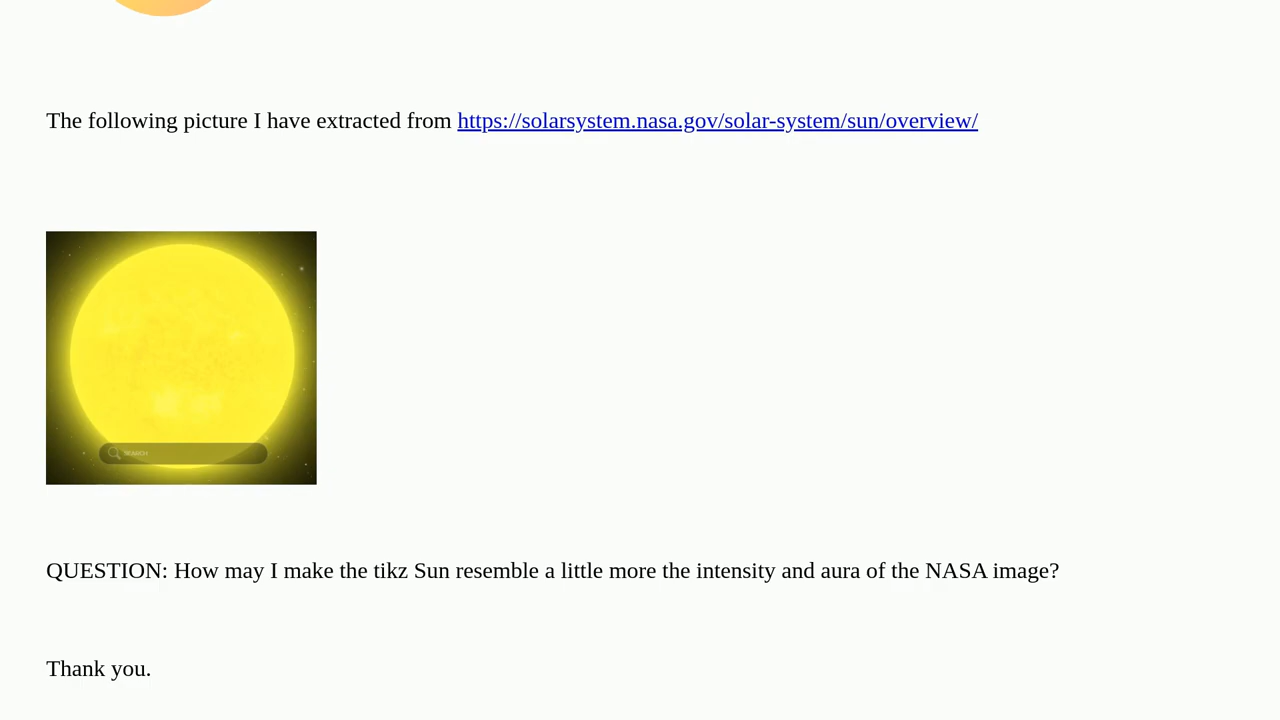 The following picture I have extracted from https://solarsystem.nasa.gov/solar-system/sun/overview/
SEARCH
QUESTION: How may I make the tikz Sun resemble a little more the intensity and aura of the NASA image?
Thank you.